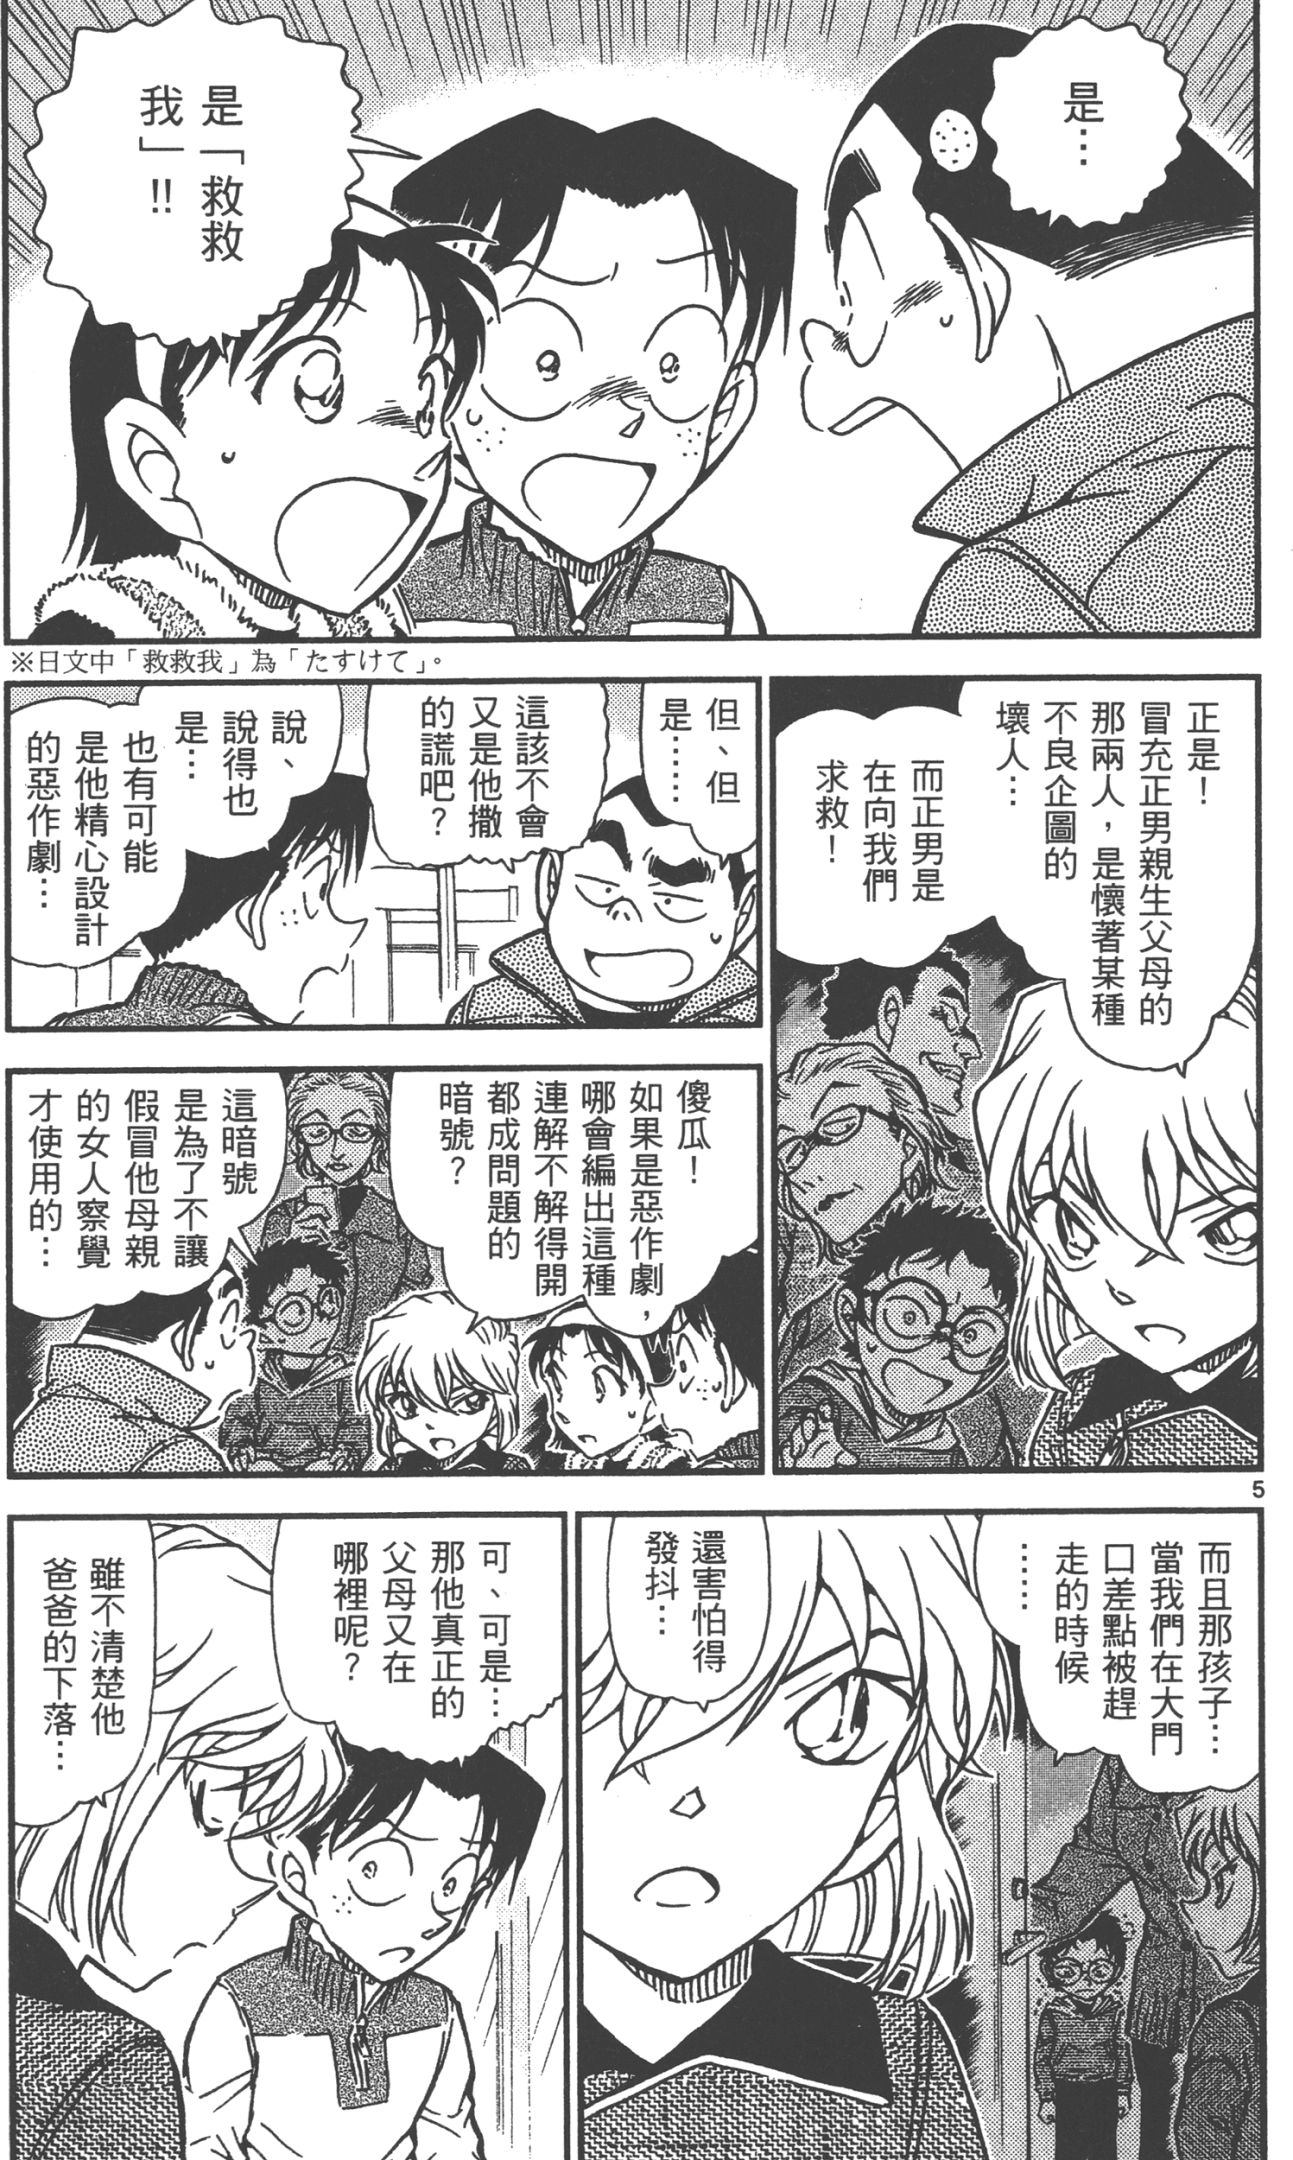 是…
是「救救
我」!!
※日文中「救救我」為「たすけて」。
正是！
冒充正男親生父母的
那兩人，是懷著某種
不良企圖的
壞人…
而正男是
在向我們
求救！
但、但
是……
這該不會
又是他撒
的謊吧？
說、
說得也
是…
也有可能
是他精心設計
的惡作劇…
傻瓜！
如果是惡作劇，
哪會編出這種
連解不解得開
都成問題的
暗號？
這暗號
是為了不讓
假冒他母親
的女人察覺
才使用的…
5
而且那孩子…
當我們在大門
口差點被趕
走的時候
……
還害怕得
發抖…
可、可是…
那他真正的
父母又在
哪裡呢？
雖不清楚他
爸爸的下落…